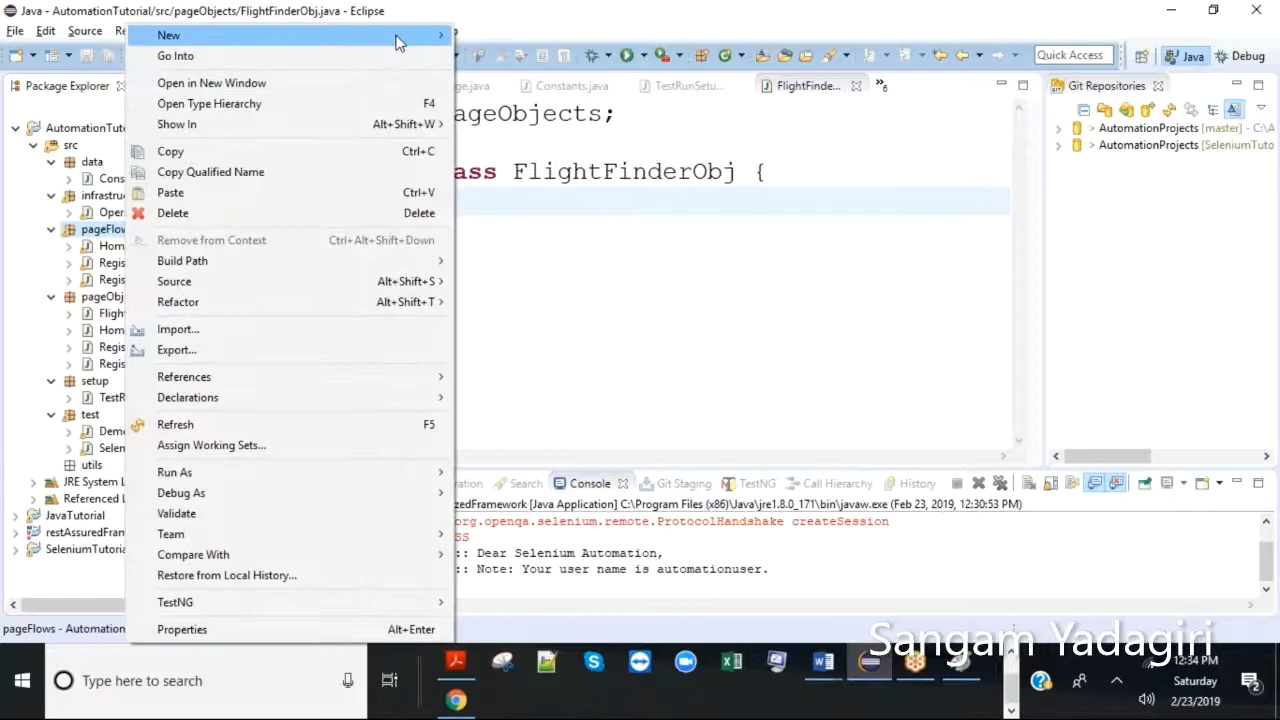 Java - AutomationTutorial/src/pageObjects/FlightFinderObj.java - Eclipse
File Edit Source
Quick Access
Java
Debug
Package Explorer
ge.java
Constants.java
TestRunSetu...
FlightFinde...
6
Git Repositories
AutomationTuto
src
data
Cons
infrastruc
Oper
pageFlow
Hom
Regis
Regis
pageObj
Flight
Hom
Regis
Regis
setup
TestR
test
Demo
Selen
utils
JRE System L
Referenced L
JavaTutorial
restAssuredFram
SeleniumTutoria
New
Go Into
Open in New Window
Open Type Hierarchy F4
Show In Alt+Shift+W
Copy Ctrl+C
Copy Qualified Name
Paste Ctrl+V
Delete Delete
Remove from Context Ctrl+Alt+Shift+Down
Build Path
Source Alt+Shift+S
Refactor Alt+Shift+T
Import...
Export...
References
Declarations
Refresh F5
Assign Working Sets...
Run As
Debug As
Validate
Team
Compare With
Restore from Local History...
TestNG
Properties Alt+Enter
ageObjects;
ass FlightFinderObj {
> AutomationProjects [master] - C:\A
> AutomationProjects [SeleniumTuto
ration
Search
Console
Git Staging
TestNG
Call Hierarchy
History
zedFramework [Java Application] C:\Program Files (x86)\Java\jre1.8.0_171\bin\javaw.exe (Feb 23, 2019, 12:30:53 PM)
org.openqa.selenium.remote.ProtocolHandshake createSession
SS
:: Dear Selenium Automation,
:: Note: Your user name is automationuser.
pageFlows - Automation
Sangam Yadagiri
Type here to search
12:34 PM
Saturday
2/23/2019
2